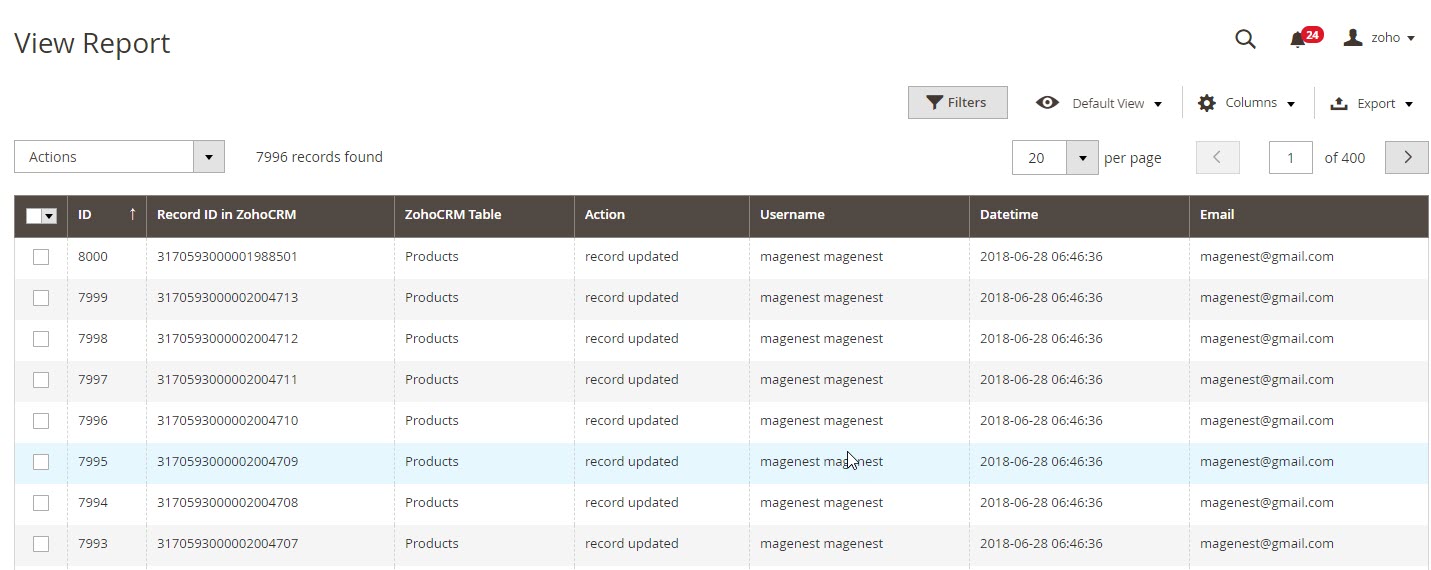 View Report
24
zoho
Filters
Default View
Columns
Export
Actions
7996 records found
20
per page
1
of 400
ID ↑ Record ID in ZohoCRM ZohoCRM Table Action Username Datetime Email
8000 3170593000001988501 Products record updated magenest magenest 2018-06-28 06:46:36 magenest@gmail.com
7999 3170593000002004713 Products record updated magenest magenest 2018-06-28 06:46:36 magenest@gmail.com
7998 3170593000002004712 Products record updated magenest magenest 2018-06-28 06:46:36 magenest@gmail.com
7997 3170593000002004711 Products record updated magenest magenest 2018-06-28 06:46:36 magenest@gmail.com
7996 3170593000002004710 Products record updated magenest magenest 2018-06-28 06:46:36 magenest@gmail.com
7995 3170593000002004709 Products record updated magenest magenest 2018-06-28 06:46:36 magenest@gmail.com
7994 3170593000002004708 Products record updated magenest magenest 2018-06-28 06:46:36 magenest@gmail.com
7993 3170593000002004707 Products record updated magenest magenest 2018-06-28 06:46:36 magenest@gmail.com